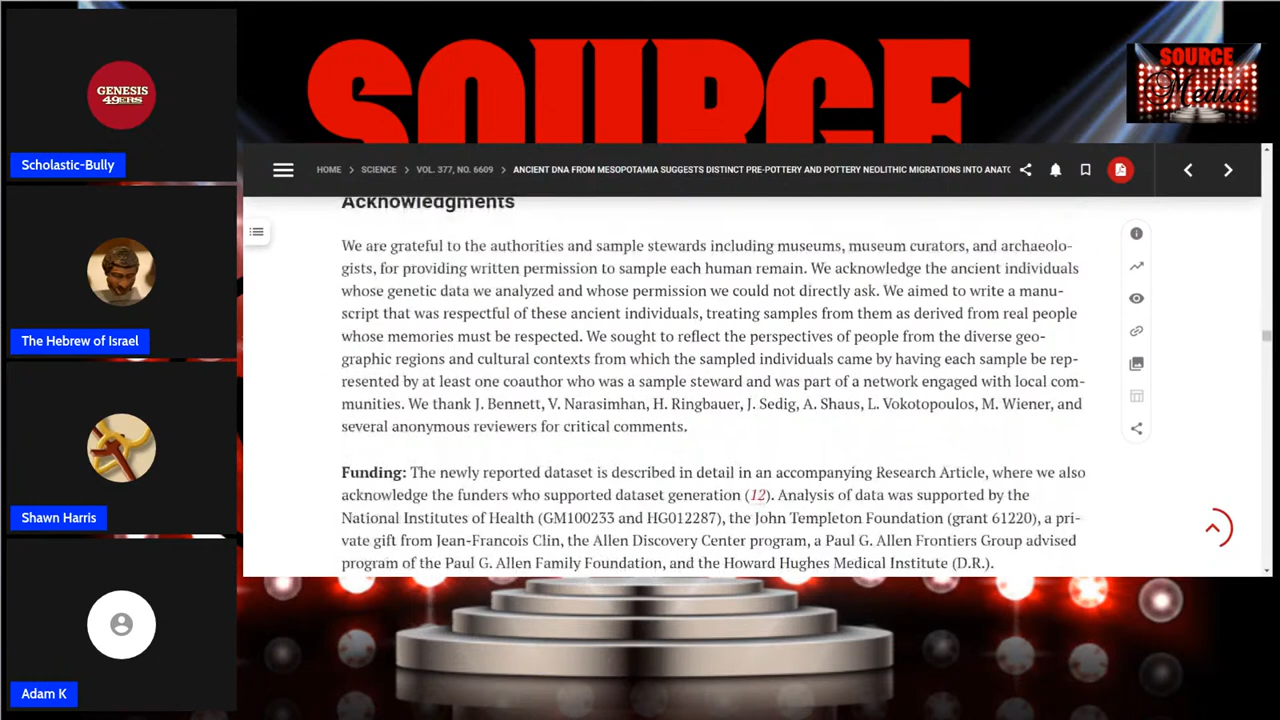 SOURCE
SOURCE
Media
GENESIS
49ERS
Scholastic-Bully
The Hebrew of Israel
Shawn Harris
Adam K
HOME > SCIENCE > VOL. 377, NO. 6609 > ANCIENT DNA FROM MESOPOTAMIA SUGGESTS DISTINCT PRE-POTTERY AND POTTERY NEOLITHIC MIGRATIONS INTO ANATO
Acknowledgments
We are grateful to the authorities and sample stewards including museums, museum curators, and archaeolo-
gists, for providing written permission to sample each human remain. We acknowledge the ancient individuals
whose genetic data we analyzed and whose permission we could not directly ask. We aimed to write a manu-
script that was respectful of these ancient individuals, treating samples from them as derived from real people
whose memories must be respected. We sought to reflect the perspectives of people from the diverse geo-
graphic regions and cultural contexts from which the sampled individuals came by having each sample be rep-
resented by at least one coauthor who was a sample steward and was part of a network engaged with local com-
munities. We thank J. Bennett, V. Narasimhan, H. Ringbauer, J. Sedig, A. Shaus, L. Vokotopoulos, M. Wiener, and
several anonymous reviewers for critical comments.
Funding: The newly reported dataset is described in detail in an accompanying Research Article, where we also
acknowledge the funders who supported dataset generation (12). Analysis of data was supported by the
National Institutes of Health (GM100233 and HG012287), the John Templeton Foundation (grant 61220), a pri-
vate gift from Jean-Francois Clin, the Allen Discovery Center program, a Paul G. Allen Frontiers Group advised
program of the Paul G. Allen Family Foundation, and the Howard Hughes Medical Institute (D.R.).